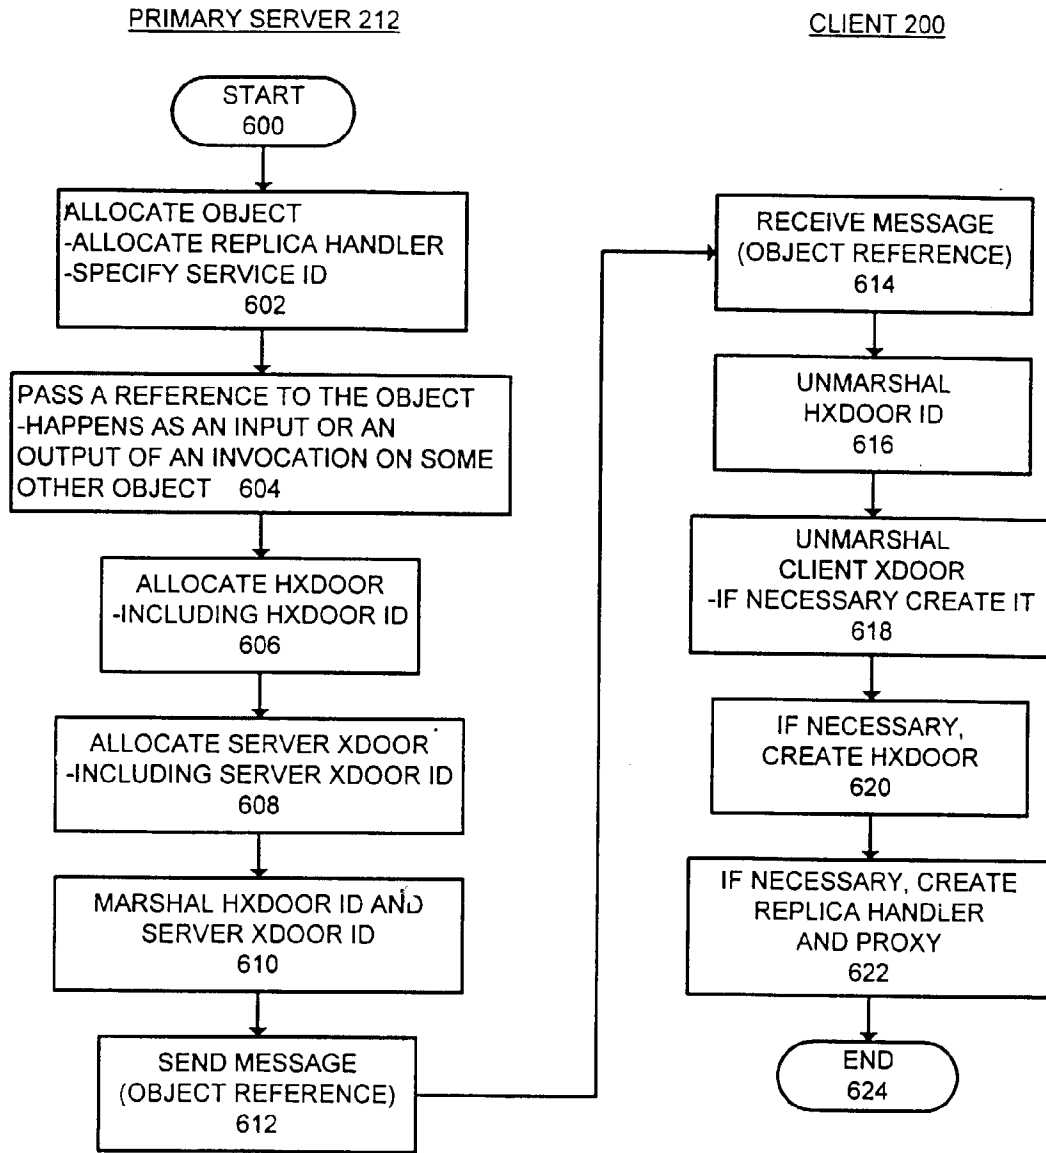 PRIMARY SERVER 212
START
600
ALLOCATE OBJECT
-ALLOCATE REPLICA HANDLER
-SPECIFY SERVICE ID
602
PASS A REFERENCE TO THE OBJECT
-HAPPENS AS AN INPUT OR AN
OUTPUT OF AN INVOCATION ON SOME
OTHER OBJECT 604
ALLOCATE HXDOOR
-INCLUDING HXDOOR ID
606
ALLOCATE SERVER XDOOR
-INCLUDING SERVER XDOOR ID
608
MARSHAL HXDOOR ID AND
SERVER XDOOR ID
610
SEND MESSAGE
(OBJECT REFERENCE)
612
CLIENT 200
RECEIVE MESSAGE
(OBJECT REFERENCE)
614
UNMARSHAL
HXDOOR ID
616
UNMARSHAL
CLIENT XDOOR
-IF NECESSARY CREATE IT
618
IF NECESSARY,
CREATE HXDOOR
620
IF NECESSARY, CREATE
REPLICA HANDLER
AND PROXY
622
END
624